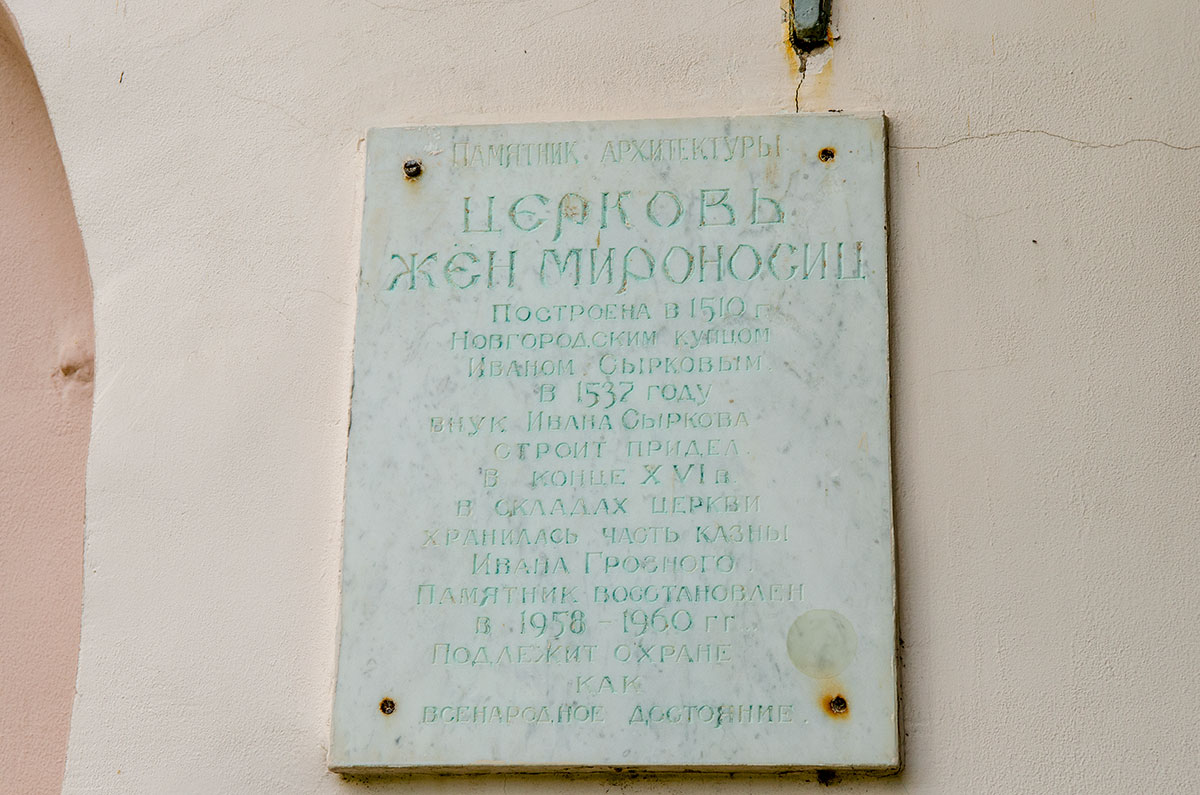 ПАМЯТНИК АРХИТЕКТУРЫ
ЦЕРКОВЬ
ЖЁН МИРОНОСИЦ
ПОСТРОЕНА В 1510 г.
НОВГОРОДСКИМ КУПЦОМ
ИВАНОМ СЫРКОВЫМ.
В 1537 ГОДУ
ВНУК ИВАНА СЫРКОВА
СТРОИТ ПРИДЕЛ.
В КОНЦЕ XVI В.
В СКЛАДАХ ЦЕРКВИ
ХРАНИЛАСЬ ЧАСТЬ КАЗНЫ
ИВАНА ГРОЗНОГО.
ПАМЯТНИК ВОССТАНОВЛЕН
В 1958 - 1960 ГГ.
ПОДЛЕЖИТ ОХРАНЕ
КАК
ВСЕНАРОДНОЕ ДОСТОЯНИЕ.